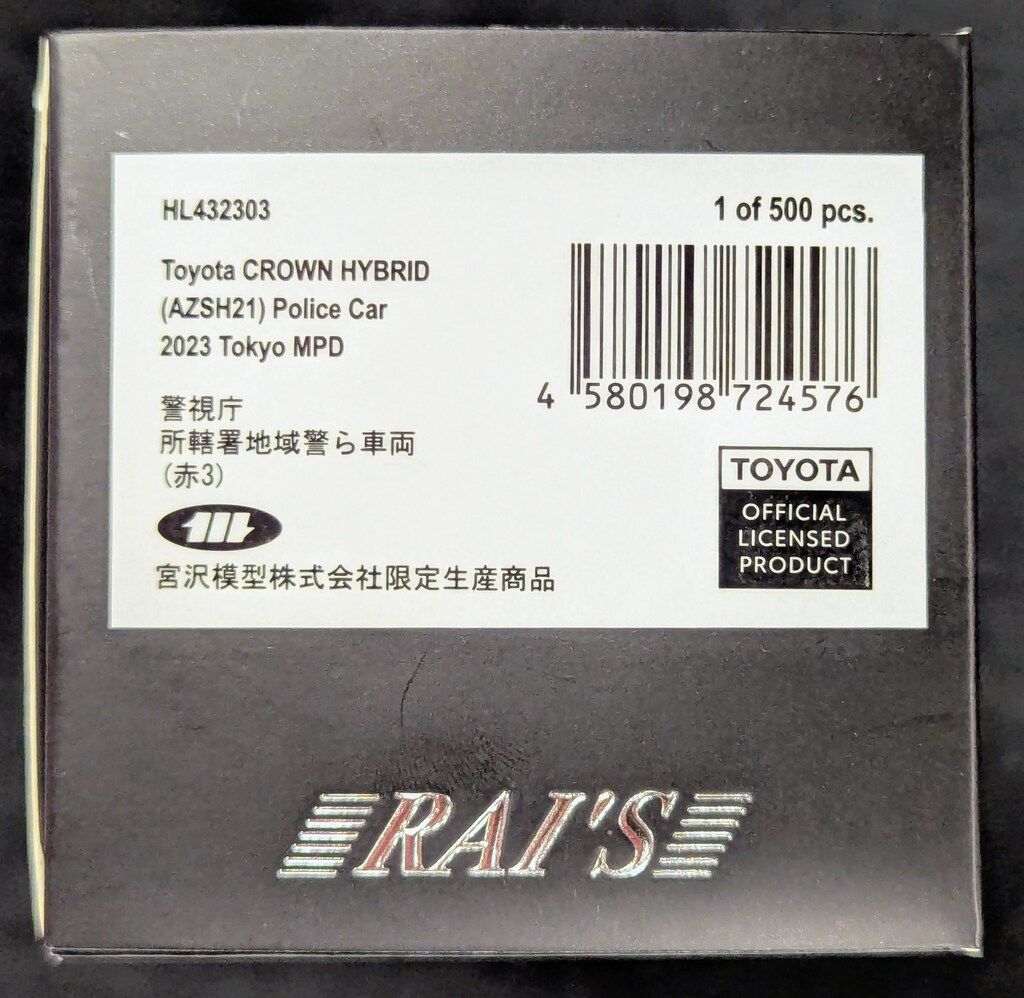 HL432303
1 of 500 pcs.
Toyota CROWN HYBRID
(AZSH21) Police Car
2023 Tokyo MPD
4 580198 724576
警視庁
所轄署地域警ら車両
(赤3)
TOYOTA
OFFICIAL
LICENSED
PRODUCT
宮沢模型株式会社限定生産商品
RAI'S